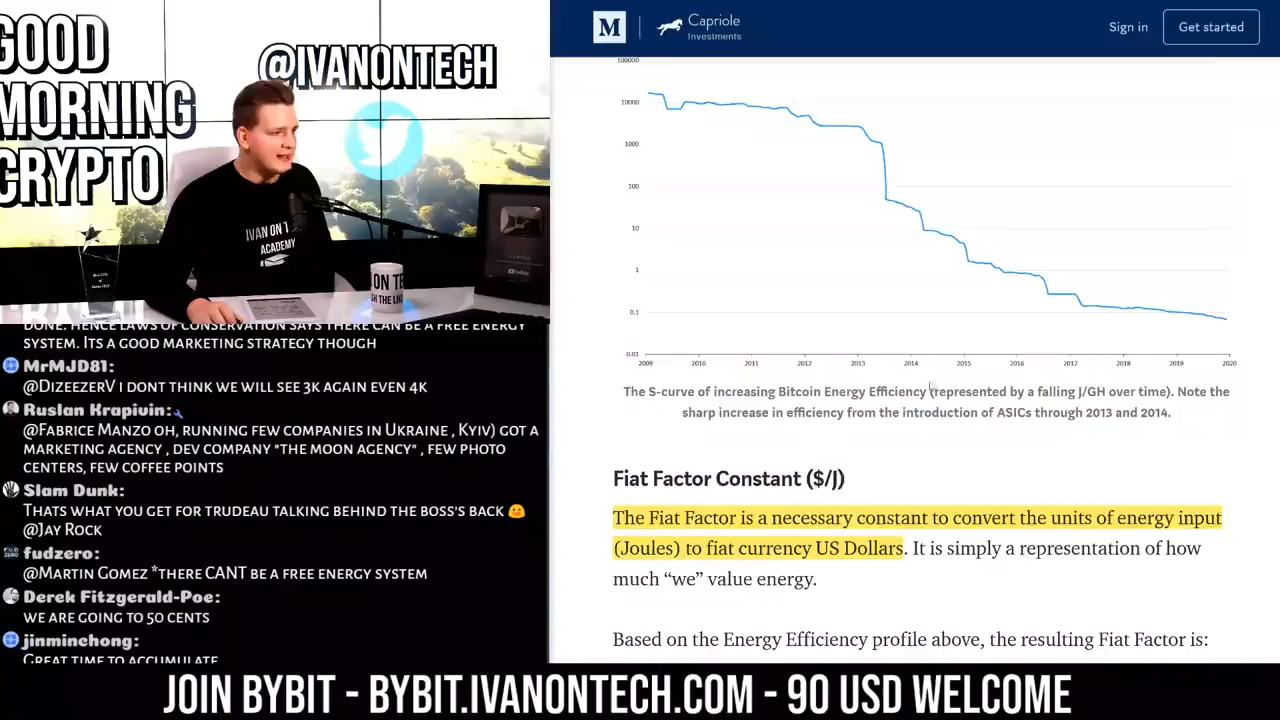 GOOD
MORNING
CRYPTO
@IVANONTECH
IVAN ON T
ACADEMY
ON TE
H THE LIK
DONE. HENCE LAWS OF CONSERVATION SAYS THERE CAN BE A FREE ENERGY
SYSTEM. ITS A GOOD MARKETING STRATEGY THOUGH
MrMJD81:
@DizeezerV I DONT THINK WE WILL SEE 3K AGAIN EVEN 4K
Ruslan Krapivin:
@Fabrice Manzo OH, RUNNING FEW COMPANIES IN UKRAINE , KYIV) GOT A
MARKETING AGENCY , DEV COMPANY "THE MOON AGENCY" , FEW PHOTO
CENTERS, FEW COFFEE POINTS
Slam Dunk:
THATS WHAT YOU GET FOR TRUDEAU TALKING BEHIND THE BOSS'S BACK
@Jay Rock
fudzero:
@Martin Gomez *THERE CANT BE A FREE ENERGY SYSTEM
Derek Fitzgerald-Poe:
WE ARE GOING TO 50 CENTS
jinminchong:
GREAT TIME TO ACCUMULATE
M
Capriole
Investments
Sign in
Get started
100000
10000
1000
100
10
1
0.1
0.01
2009 2010 2011 2012 2013 2014 2015 2016 2017 2018 2019 2020
The S-curve of increasing Bitcoin Energy Efficiency (represented by a falling J/GH over time). Note the
sharp increase in efficiency from the introduction of ASICs through 2013 and 2014.
Fiat Factor Constant ($/J)
The Fiat Factor is a necessary constant to convert the units of energy input
(Joules) to fiat currency US Dollars. It is simply a representation of how
much “we” value energy.
Based on the Energy Efficiency profile above, the resulting Fiat Factor is:
JOIN BYBIT - BYBIT.IVANONTECH.COM - 90 USD WELCOME